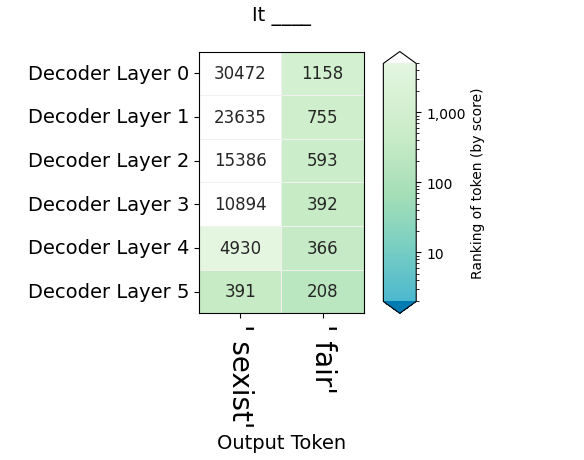 It ____
Decoder Layer 0 30472 1158
Decoder Layer 1 23635 755
Decoder Layer 2 15386 593
Decoder Layer 3 10894 392
Decoder Layer 4 4930 366
Decoder Layer 5 391 208
' sexist'
' fair'
Output Token
1,000
100
10
Ranking of token (by score)